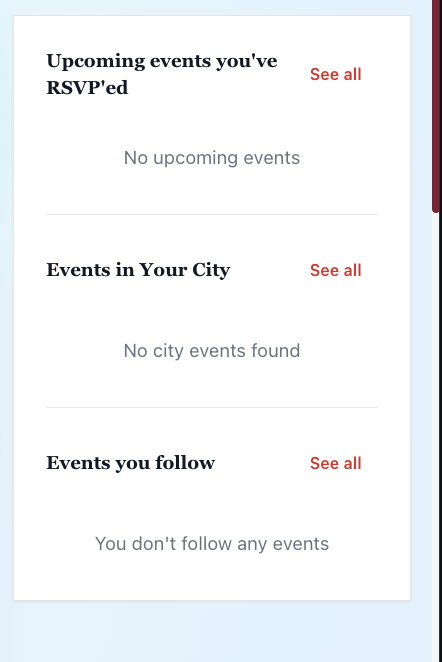 Upcoming events you've
RSVP'ed
See all
No upcoming events
Events in Your City
See all
No city events found
Events you follow
See all
You don't follow any events